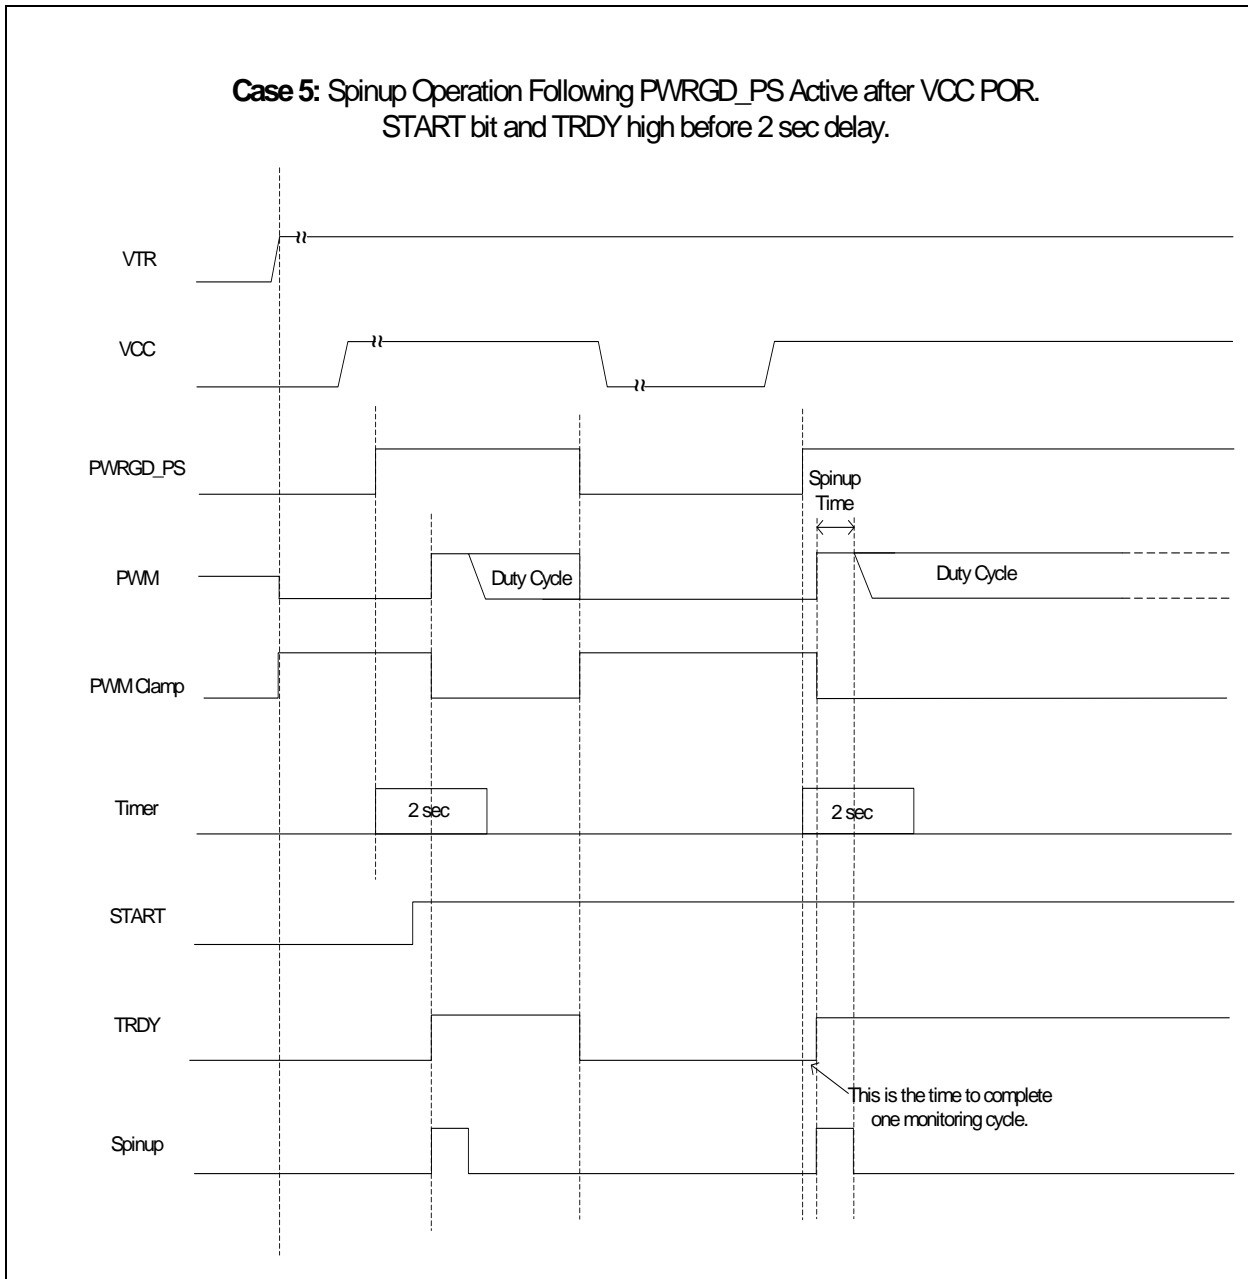 Case 5: Spinup Operation Following PWRGD_PS Active after VCC POR.
START bit and TRDY high before 2 sec delay.
VTR
VCC
PWRGD_PS
Spinup
Time
PWM
Duty Cycle
Duty Cycle
PWM Clamp
Timer
2 sec
2 sec
START
TRDY
This is the time to complete
one monitoring cycle.
Spinup